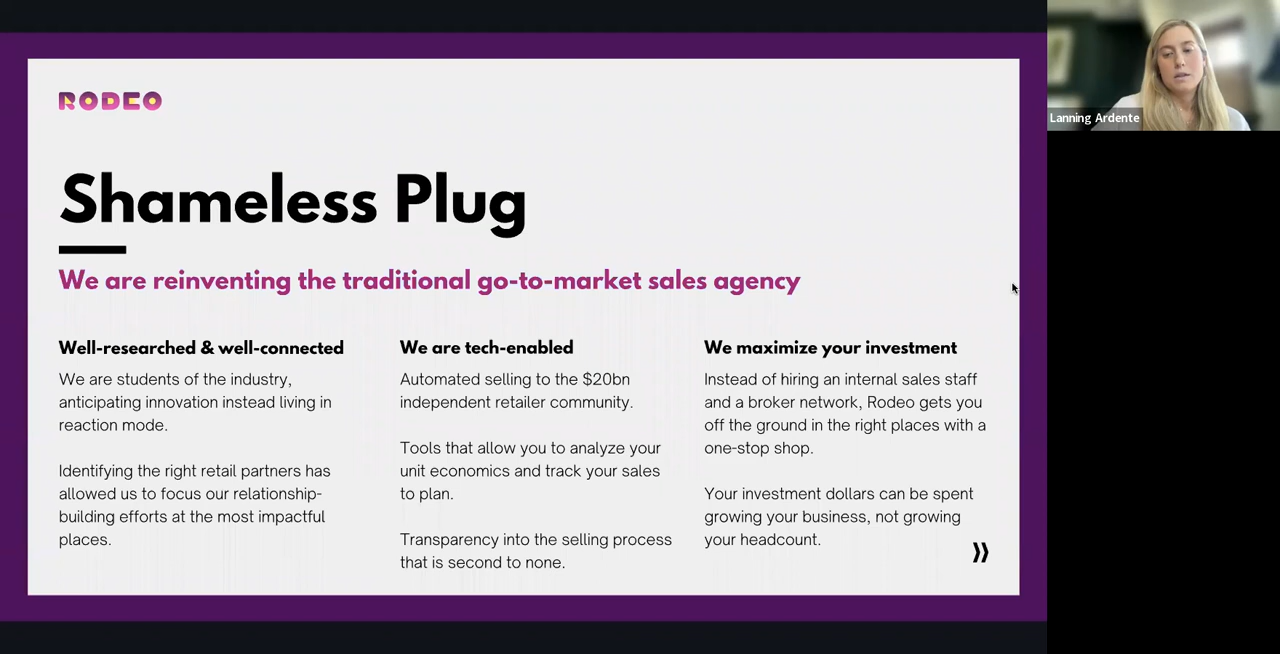 RODEO
Shameless Plug
We are reinventing the traditional go-to-market sales agency
Well-researched & well-connected
We are students of the industry,
anticipating innovation instead living in
reaction mode.
Identifying the right retail partners has
allowed us to focus our relationship-
building efforts at the most impactful
places.
We are tech-enabled
Automated selling to the $20bn
independent retailer community.
Tools that allow you to analyze your
unit economics and track your sales
to plan.
Transparency into the selling process
that is second to none.
We maximize your investment
Instead of hiring an internal sales staff
and a broker network, Rodeo gets you
off the ground in the right places with a
one-stop shop.
Your investment dollars can be spent
growing your business, not growing
your headcount.
Lanning Ardente